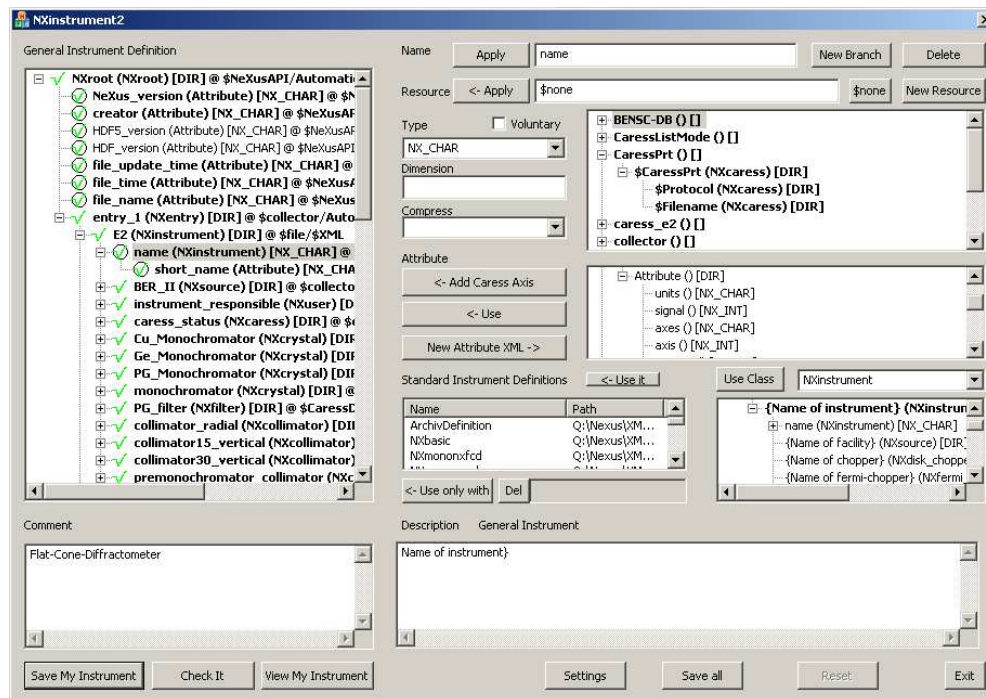 NXinstrument2
General Instrument Definition
NXroot (NXroot) [DIR] @ $NeXusAPI/Automati
NeXus_version (Attribute) [NX_CHAR] @ $N
creator (Attribute) [NX_CHAR] @ $NeXusAF
HDF5_version (Attribute) [NX_CHAR] @ $NeXusAF
HDF_version (Attribute) [NX_CHAR] @ $NeXusAPI
file_update_time (Attribute) [NX_CHAR] @
file_time (Attribute) [NX_CHAR] @ $NeXusA
file_name (Attribute) [NX_CHAR] @ $NeXus
entry_1 (NXentry) [DIR] @ $collector/Auto
E2 (NXinstrument) [DIR] @ $file/$XML
name (NXinstrument) [NX_CHAR] @
short_name (Attribute) [NX_CHA
BER_II (NXsource) [DIR] @ $collecto
instrument_responsible (NXuser) [D
caress_status (NXcaress) [DIR] @ $c
Cu_Monochromator (NXcrystal) [DIF
Ge_Monochromator (NXcrystal) [DIF
PG_Monochromator (NXcrystal) [DIF
monochromator (NXcrystal) [DIR] @
PG_filter (NXfilter) [DIR] @ $CaressD
collimator_radial (NXcollimator) [DII
collimator15_vertical (NXcollimator)
collimator30_vertical (NXcollimator)
premonochromator_collimator (NXc
Name
Apply
name
New Branch
Delete
Resource
<- Apply
$none
$none
New Resource
Type
Voluntary
NX_CHAR
Dimension
Compress
BENSC-DB () []
CaressListMode () []
CaressPrt () []
$CaressPrt (NXcaress) [DIR]
$Protocol (NXcaress) [DIR]
$Filename (NXcaress) [DIR]
caress_e2 () []
collector () []
Attribute
<- Add Caress Axis
<- Use
New Attribute XML ->
Attribute () [DIR]
units () [NX_CHAR]
signal () [NX_INT]
axes () [NX_CHAR]
axis () [NX_INT]
Standard Instrument Definitions
<- Use it
Name Path
ArchivDefinition Q:\Nexus\XM...
NXbasic Q:\Nexus\XM...
NXmononxfcd Q:\Nexus\XM...
<- Use only with
Del
Use Class
NXinstrument
{Name of instrument} (NXinstrun
name (NXinstrument) [NX_CHAR]
{Name of facility} (NXsource) [DIR]
{Name of chopper} (NXdisk_choppe
{Name of fermi-chopper} (NXfermi_
Comment
Flat-Cone-Diffractometer
Description General Instrument
Name of instrument}
Save My Instrument
Check It
View My Instrument
Settings
Save all
Reset
Exit